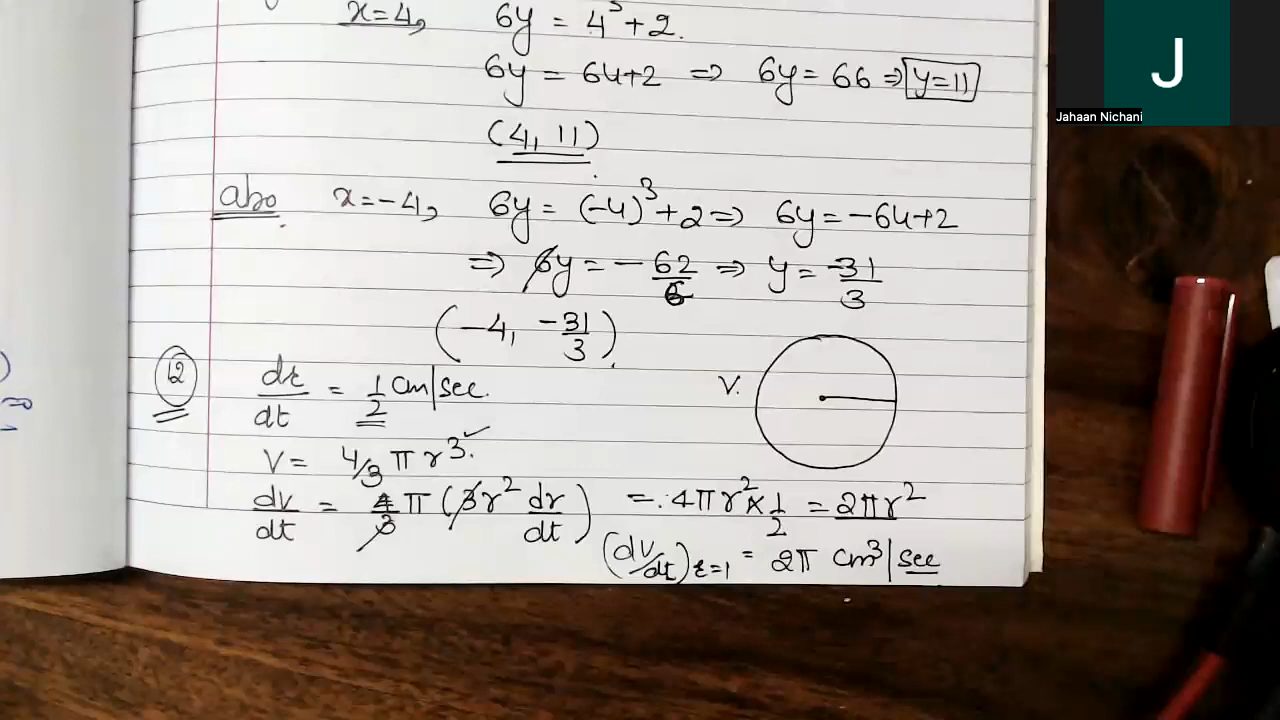 x=4, 6y = 4³+2.
6y = 64+2 ⇒ 6y = 66 ⇒ y=11
(4, 11)
also x=-4, 6y = (-4)³+2 ⇒ 6y = -64+2
⇒ 6y = -62/6 ⇒ y = -31/3
(-4, -31/3).
12 dr/dt = 1/2 cm|sec.
V.
V = 4/3 π r³.
dv/dt = 4/3 π (3r² dr/dt) = 4πr² × 1/2 = 2πr²
(dv/dt)r=1 = 2π cm³|sec
J
Jahaan Nichani